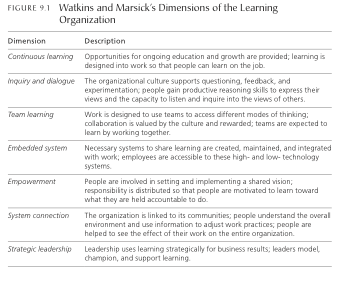 FIGURE 9.1 Watkins and Marsick's Dimensions of the Learning
Organization
Dimension Description
Continuous learning Opportunities for ongoing education and growth are provided; learning is
designed into work so that people can learn on the job.
Inquiry and dialogue The organizational culture supports questioning, feedback, and
experimentation; people gain productive reasoning skills to express their
views and the capacity to listen and inquire into the views of others.
Team learning Work is designed to use teams to access different modes of thinking;
collaboration is valued by the culture and rewarded; teams are expected to
learn by working together.
Embedded system Necessary systems to share learning are created, maintained, and integrated
with work; employees are accessible to these high- and low- technology
systems.
Empowerment People are involved in setting and implementing a shared vision;
responsibility is distributed so that people are motivated to learn toward
what they are held accountable to do.
System connection The organization is linked to its communities; people understand the overall
environment and use information to adjust work practices; people are
helped to see the effect of their work on the entire organization.
Strategic leadership Leadership uses learning strategically for business results; leaders model,
champion, and support learning.